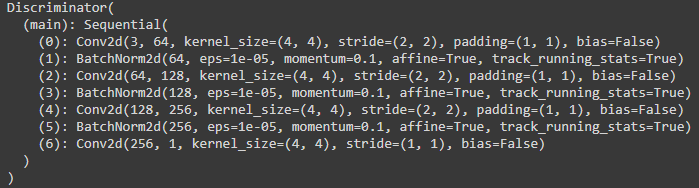 Discriminator(
  (main): Sequential(
    (0): Conv2d(3, 64, kernel_size=(4, 4), stride=(2, 2), padding=(1, 1), bias=False)
    (1): BatchNorm2d(64, eps=1e-05, momentum=0.1, affine=True, track_running_stats=True)
    (2): Conv2d(64, 128, kernel_size=(4, 4), stride=(2, 2), padding=(1, 1), bias=False)
    (3): BatchNorm2d(128, eps=1e-05, momentum=0.1, affine=True, track_running_stats=True)
    (4): Conv2d(128, 256, kernel_size=(4, 4), stride=(2, 2), padding=(1, 1), bias=False)
    (5): BatchNorm2d(256, eps=1e-05, momentum=0.1, affine=True, track_running_stats=True)
    (6): Conv2d(256, 1, kernel_size=(4, 4), stride=(1, 1), bias=False)
  )
)